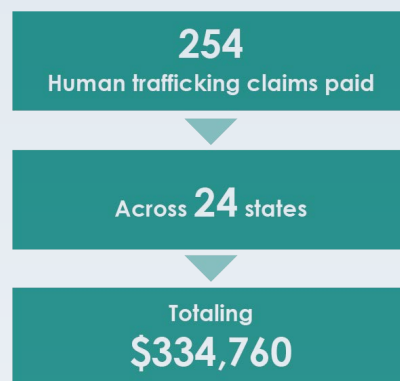 254
Human trafficking claims paid
Across 24 states
Totaling
$334,760